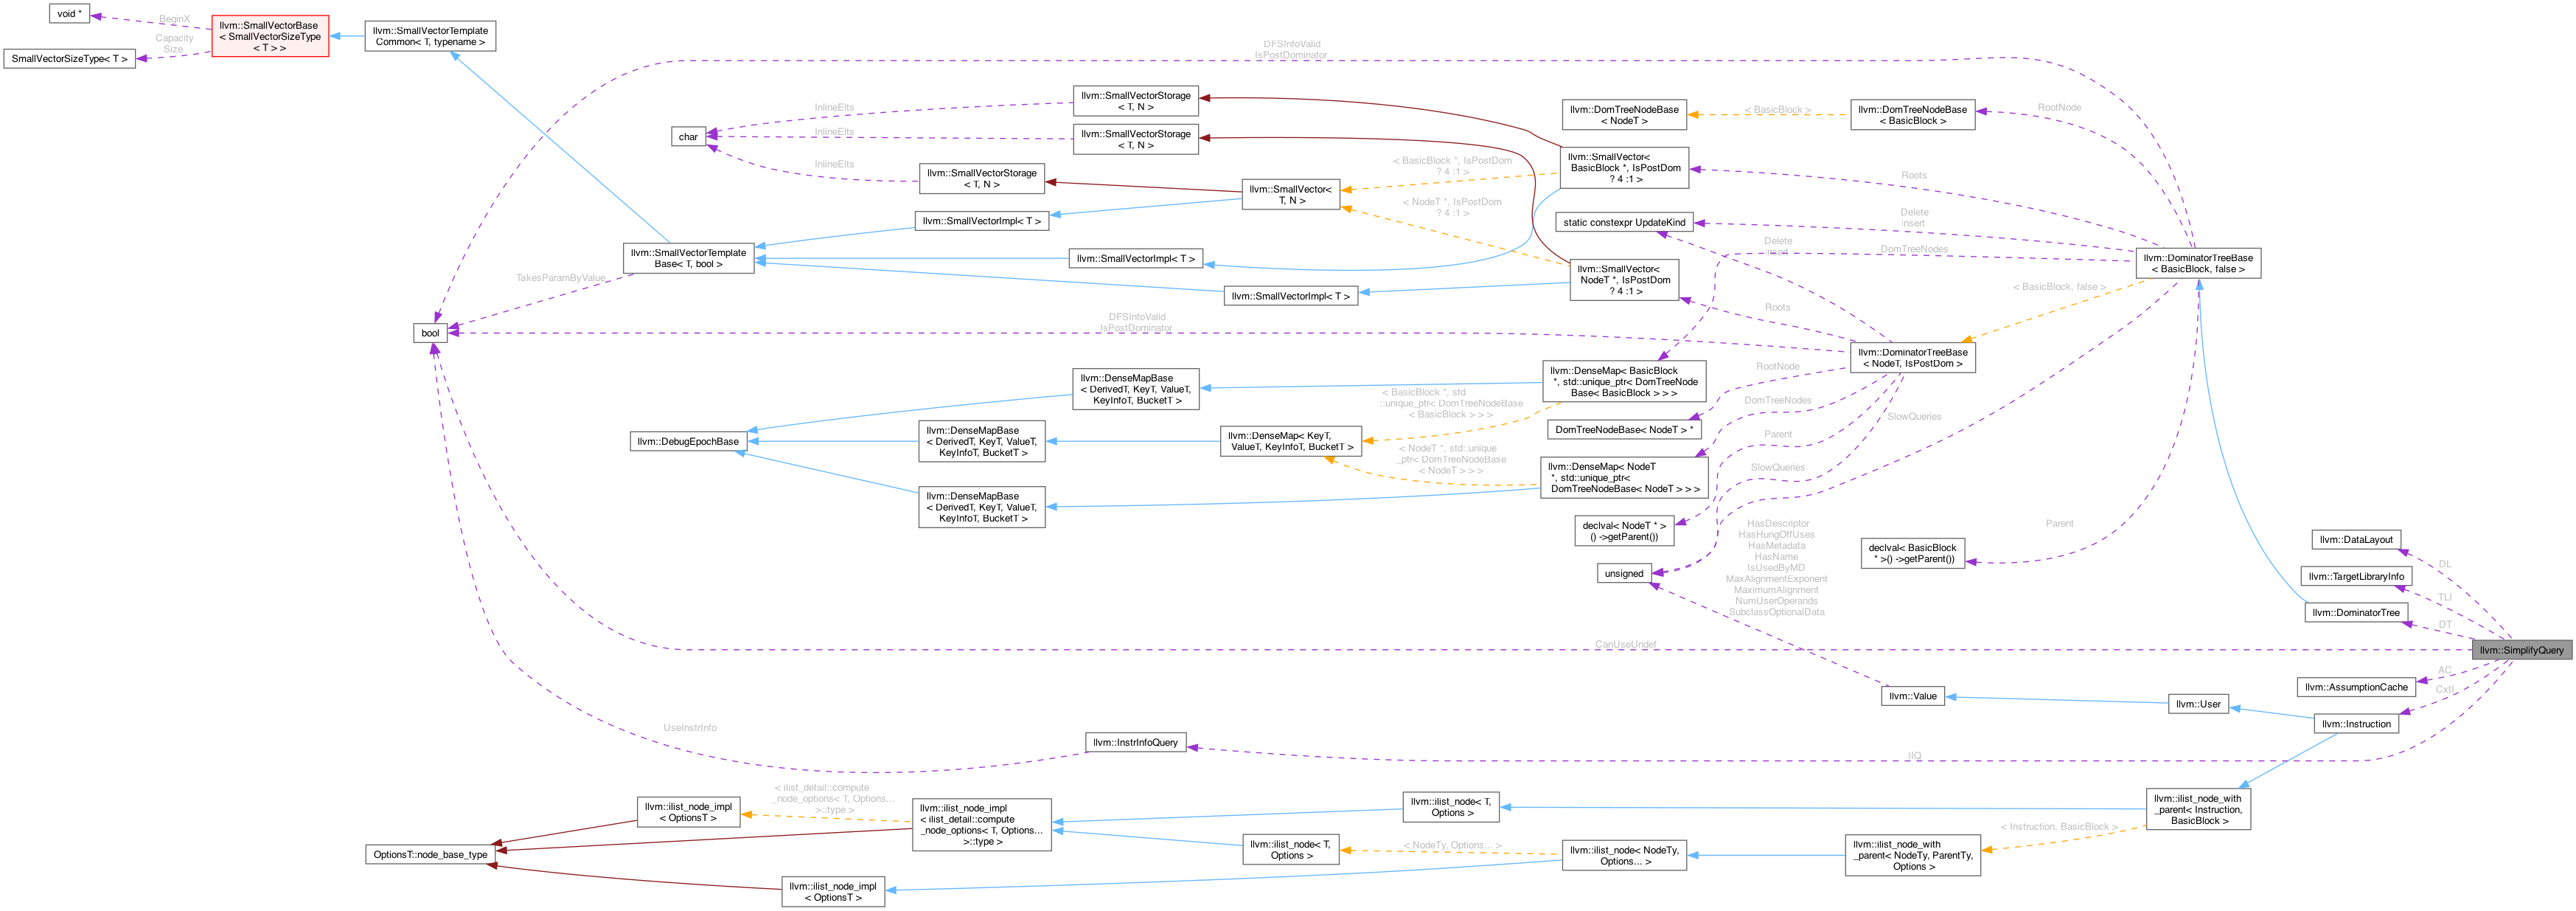 void *
BeginX
llvm::SmallVectorBase
< SmallVectorSizeType
< T > >
Capacity
Size
SmallVectorSizeType< T >
llvm::SmallVectorTemplate
Common< T, typename >
DFSInfoValid
IsPostDominator
llvm::SmallVectorStorage
< T, N >
InlineElts
char
InlineElts
llvm::SmallVectorStorage
< T, N >
InlineElts
llvm::SmallVectorStorage
< T, N >
llvm::DomTreeNodeBase
< NodeT >
< BasicBlock >
llvm::DomTreeNodeBase
< BasicBlock >
RootNode
llvm::SmallVector<
BasicBlock *, IsPostDom
? 4 :1 >
< BasicBlock *, IsPostDom
? 4 :1 >
Roots
llvm::SmallVector<
T, N >
< NodeT *, IsPostDom
? 4 :1 >
llvm::SmallVectorImpl< T >
static constexpr UpdateKind
Delete
Insert
llvm::SmallVectorTemplate
Base< T, bool >
llvm::SmallVectorImpl< T >
Delete
Insert
DomTreeNodes
llvm::DominatorTreeBase
< BasicBlock, false >
TakesParamByValue
llvm::SmallVectorImpl< T >
llvm::SmallVector<
NodeT *, IsPostDom
? 4 :1 >
< BasicBlock, false >
Roots
bool
DFSInfoValid
IsPostDominator
llvm::DominatorTreeBase
< NodeT, IsPostDom >
llvm::DenseMapBase
< DerivedT, KeyT, ValueT,
KeyInfoT, BucketT >
llvm::DenseMap< BasicBlock
*, std::unique_ptr< DomTreeNode
Base< BasicBlock > > >
RootNode
< BasicBlock *, std
::unique_ptr< DomTreeNodeBase
< BasicBlock > > >
DomTreeNodes
SlowQueries
DomTreeNodeBase< NodeT > *
llvm::DebugEpochBase
llvm::DenseMapBase
< DerivedT, KeyT, ValueT,
KeyInfoT, BucketT >
llvm::DenseMap< KeyT,
ValueT, KeyInfoT, BucketT >
Parent
< NodeT *, std::unique
_ptr< DomTreeNodeBase
< NodeT > > >
llvm::DenseMap< NodeT
*, std::unique_ptr<
DomTreeNodeBase< NodeT > > >
SlowQueries
llvm::DenseMapBase
< DerivedT, KeyT, ValueT,
KeyInfoT, BucketT >
declval< NodeT * >
() ->getParent())
Parent
declval< BasicBlock
* >() ->getParent())
unsigned
HasDescriptor
HasHungOffUses
HasMetadata
HasName
IsUsedByMD
MaxAlignmentExponent
MaximumAlignment
NumUserOperands
SubclassOptionalData
llvm::DataLayout
DL
llvm::TargetLibraryInfo
TLI
llvm::DominatorTree
DT
CanUseUndef
llvm::SimplifyQuery
AC
llvm::AssumptionCache
CxtI
llvm::Value
llvm::User
llvm::Instruction
UseInstrInfo
llvm::InstrInfoQuery
IIQ
< ilist_detail::compute
_node_options< T, Options...
>::type >
llvm::ilist_node_impl
< OptionsT >
llvm::ilist_node_impl
< ilist_detail::compute
_node_options< T, Options...
>::type >
llvm::ilist_node< T,
Options >
llvm::ilist_node_with
_parent< Instruction,
BasicBlock >
< Instruction, BasicBlock >
OptionsT::node_base_type
llvm::ilist_node< T,
Options >
< NodeTy, Options... >
llvm::ilist_node< NodeTy,
Options... >
llvm::ilist_node_with
_parent< NodeTy, ParentTy,
Options >
llvm::ilist_node_impl
< OptionsT >